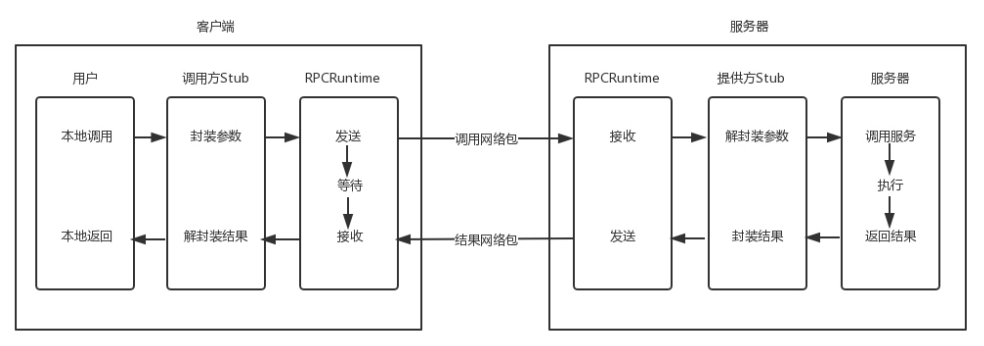 客户端
服务器
用户
调用方Stub
RPCRuntime
RPCRuntime
提供方Stub
服务器
本地调用
封装参数
发送
调用网络包
接收
解封装参数
调用服务
等待
执行
本地返回
解封装结果
接收
结果网络包
发送
封装结果
返回结果